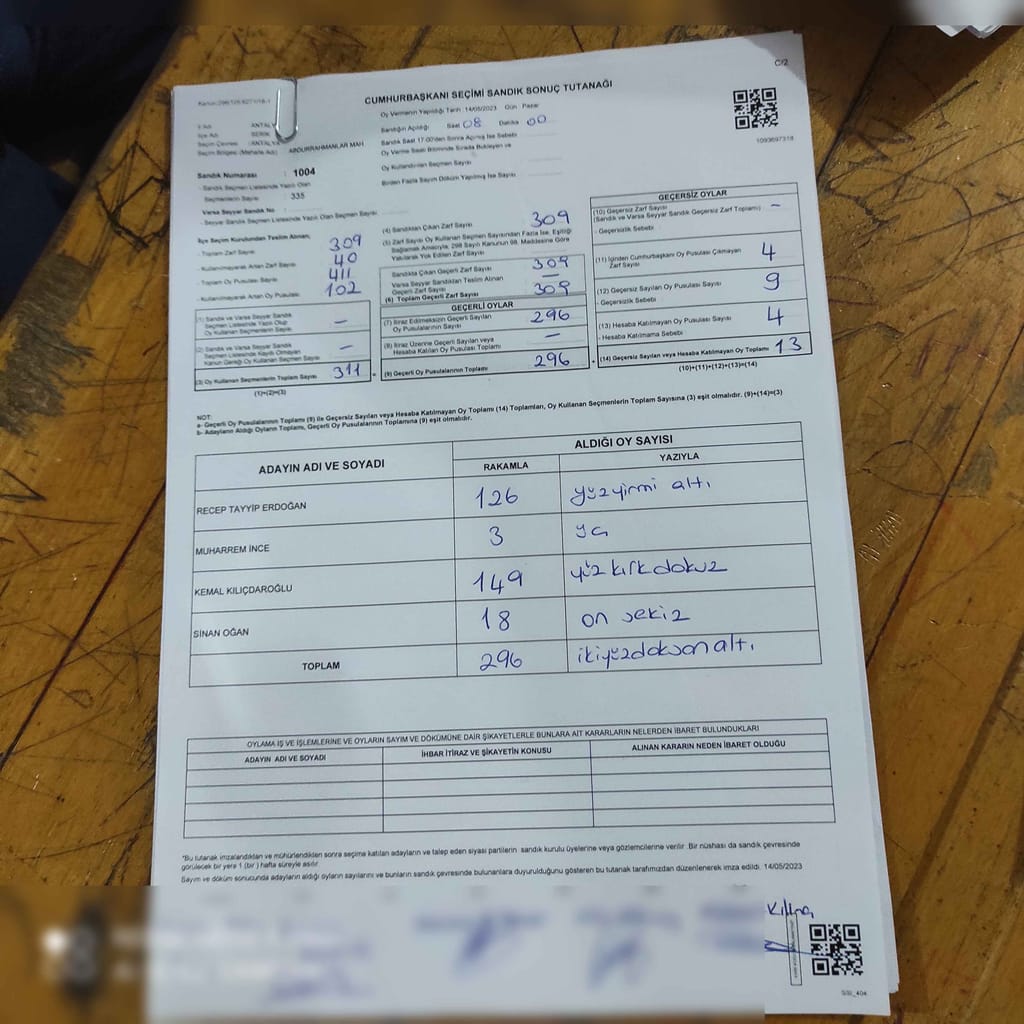 C/2
CUMHURBAŞKANI SEÇİMİ SANDIK SONUÇ TUTANAĞI
Oy Vermenin Yapıldığı Tarih 14/05/2023 Gün : Pazar
Sandığın Açıldığı Saat 08 Dakika 00
Sandık Saat 17:00'den Sonra Açılmış İse Sebebi
Oy Verme Saati Bitiminde Sırada Bekleyen ve
Oy Kullandırılan Seçmen Sayısı
Birden Fazla Sayım Döküm Yapılmış İse Sayısı
1093697318
İl Adı : ANTAL
İlçe Adı SERİK
Seçim Çevresi : ANTALYA
Seçim Bölgesi (Mahalle Adı) ABDURRAHMANLAR MAH
Sandık Numarası : 1004
- Sandık Seçmen Listesinde Yazılı Olan
Seçmenlerin Sayısı : 335
Varsa Seyyar Sandık No :
- Seyyar Sandık Seçmen Listesinde Yazılı Olan Seçmen Sayısı
İlçe Seçim Kurulundan Teslim Alınan;
- Toplam Zarf Sayısı 309
- Kullanılmayarak Artan Zarf Sayısı 40
- Toplam Oy Pusulası Sayısı 411
- Kullanılmayarak Artan Oy Pusulası 102
(1) Sandık ve Varsa Seyyar Sandık
Seçmen Listesinde Yazılı Olup
Oy Kullanan Seçmenlerin Sayısı –
(2) Sandık ve Varsa Seyyar Sandık
Seçmen Listesinde Kayıtlı Olmayan
Kanun Gereği Oy Kullanan Seçmen Sayısı –
(3) Oy Kullanan Seçmenlerin Toplam Sayısı 311
(1)+(2)=(3)
(4) Sandıktan Çıkan Zarf Sayısı 309
(5) Zarf Sayısı Oy Kullanan Seçmen Sayısından Fazla İse, Eşitliği
Sağlamak Amacıyla, 298 Sayılı Kanunun 98. Maddesine Göre
Yakılarak Yok Edilen Zarf Sayısı
Sandıkta Çıkan Geçerli Zarf Sayısı 309
Varsa Seyyar Sandıktan Teslim Alınan
Geçerli Zarf Sayısı –
(6) Toplam Geçerli Zarf Sayısı 309
GEÇERLİ OYLAR
(7) İtiraz Edilmeksizin Geçerli Sayılan
Oy Pusulalarının Sayısı 296
(8) İtiraz Üzerine Geçerli Sayılan veya
Hesaba Katılan Oy Pusulası Toplamı –
(9) Geçerli Oy Pusulalarının Toplamı 296
GEÇERSİZ OYLAR
(10) Geçersiz Zarf Sayısı
(Sandık ve Varsa Seyyar Sandık Geçersiz Zarf Toplamı) –
- Geçersizlik Sebebi
(11) İçinden Cumhurbaşkanı Oy Pusulası Çıkmayan
Zarf Sayısı 4
(12) Geçersiz Sayılan Oy Pusulası Sayısı 9
- Geçersizlik Sebebi
(13) Hesaba Katılmayan Oy Pusulası Sayısı 4
- Hesaba Katılmama Sebebi
(14) Geçersiz Sayılan veya Hesaba Katılmayan Oy Toplamı 13
(10)+(11)+(12)+(13)=(14)
NOT:
a- Geçerli Oy Pusulasının Toplamı (9) ile Geçersiz Sayılan veya Hesaba Katılmayan Oy Toplamı (14) Toplamları, Oy Kullanan Seçmenlerin Toplam Sayısına (3) eşit olmalıdır. (9)+(14)=(3)
b- Adayların Aldığı Oyların Toplamı, Geçerli Oy Pusulalarının Toplamına (9) eşit olmalıdır.
ADAYIN ADI VE SOYADI ALDIĞI OY SAYISI
RAKAMLA YAZIYLA
RECEP TAYYİP ERDOĞAN 126 yüzyirmi altı
MUHARREM İNCE 3 üç
KEMAL KILIÇDAROĞLU 149 yüz kırk dokuz
SİNAN OĞAN 18 on sekiz
TOPLAM 296 ikiyüzdoksan altı
OYLAMA İŞ VE İŞLEMLERİNE VE OYLARIN SAYIM VE DÖKÜMÜNE DAİR ŞİKAYETLERLE BUNLARA AİT KARARLARIN NELERDEN İBARET BULUNDUKLARI
ADAYIN ADI VE SOYADI İHBAR İTİRAZ VE ŞİKAYETİN KONUSU ALINAN KARARIN NEDEN İBARET OLDUĞU
*Bu tutanak imzalandıktan ve mühürlendikten sonra seçime katılan adayların ve talep eden siyasi partilerin sandık kurulu üyelerine veya gözlemcilerine verilir. Bir nüshası da sandık çevresinde
görülecek bir yere 1 (bir) hafta süreyle asılır.
Sayım ve döküm sonucunda adayların aldığı oyların sayılarını ve bunların sandık çevresinde bulunanlara duyurulduğunu gösteren bu tutanak tarafımızdan düzenlenerek imza edildi. 14/05/2023